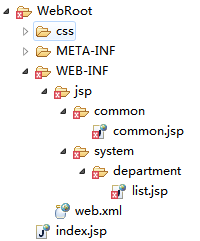 WebRoot
css
META-INF
WEB-INF
jsp
common
common.jsp
system
department
list.jsp
web.xml
index.jsp